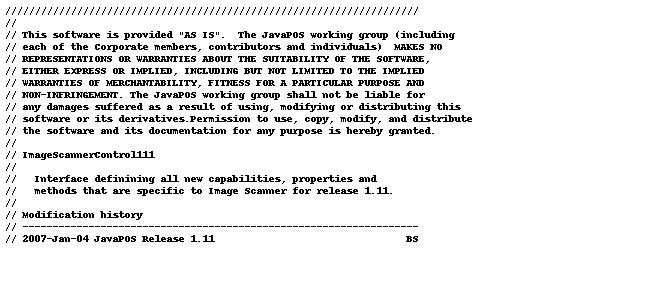 //////////////////////////////////////////////////////////////////////
//
// This software is provided "AS IS".  The JavaPOS working group (including
// each of the Corporate members, contributors and individuals)  MAKES NO
// REPRESENTATIONS OR WARRANTIES ABOUT THE SUITABILITY OF THE SOFTWARE,
// EITHER EXPRESS OR IMPLIED, INCLUDING BUT NOT LIMITED TO THE IMPLIED
// WARRANTIES OF MERCHANTABILITY, FITNESS FOR A PARTICULAR PURPOSE AND
// NON-INFRINGEMENT. The JavaPOS working group shall not be liable for
// any damages suffered as a result of using, modifying or distributing this
// software or its derivatives.Permission to use, copy, modify, and distribute
// the software and its documentation for any purpose is hereby granted.
//
// ImageScannerControl111
//
//   Interface definining all new capabilities, properties and
//   methods that are specific to Image Scanner for release 1.11.
//
// Modification history
// ------------------------------------------------------------------
// 2007-Jan-04 JavaPOS Release 1.11                                BS